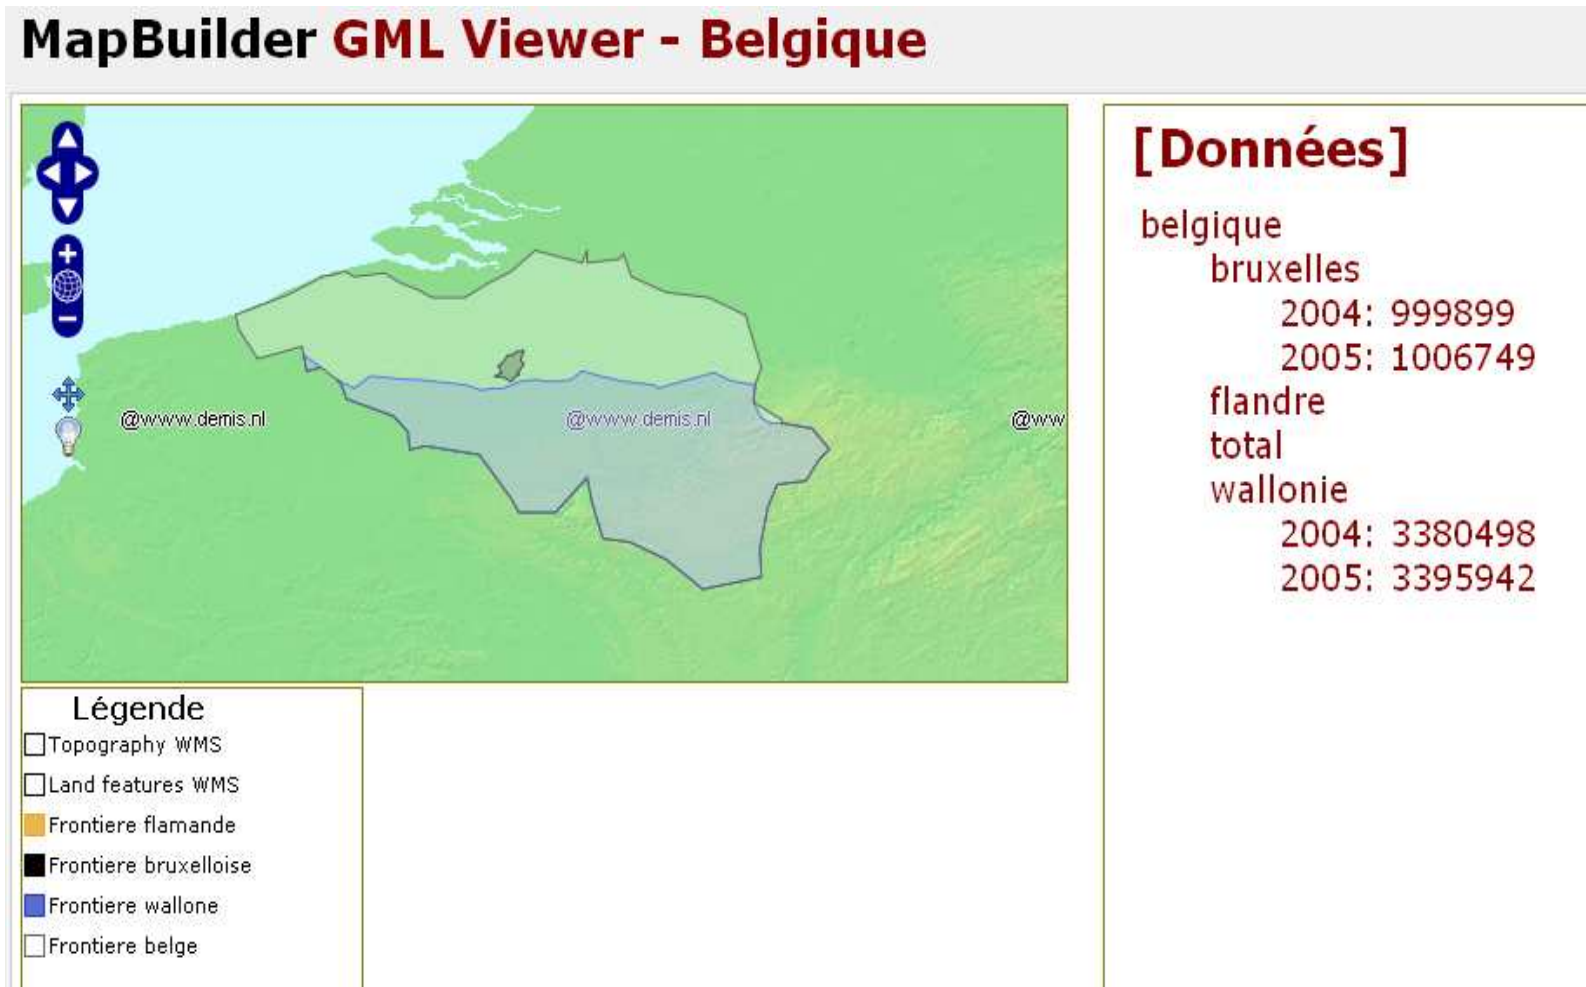 MapBuilder GML Viewer - Belgique
@www.demis.nl
@www.demis.nl
@www
Légende
Topography WMS
Land features WMS
Frontiere flamande
Frontiere bruxelloise
Frontiere wallone
Frontiere belge
[Données]
belgique
bruxelles
2004: 999899
2005: 1006749
flandre
total
wallonie
2004: 3380498
2005: 3395942